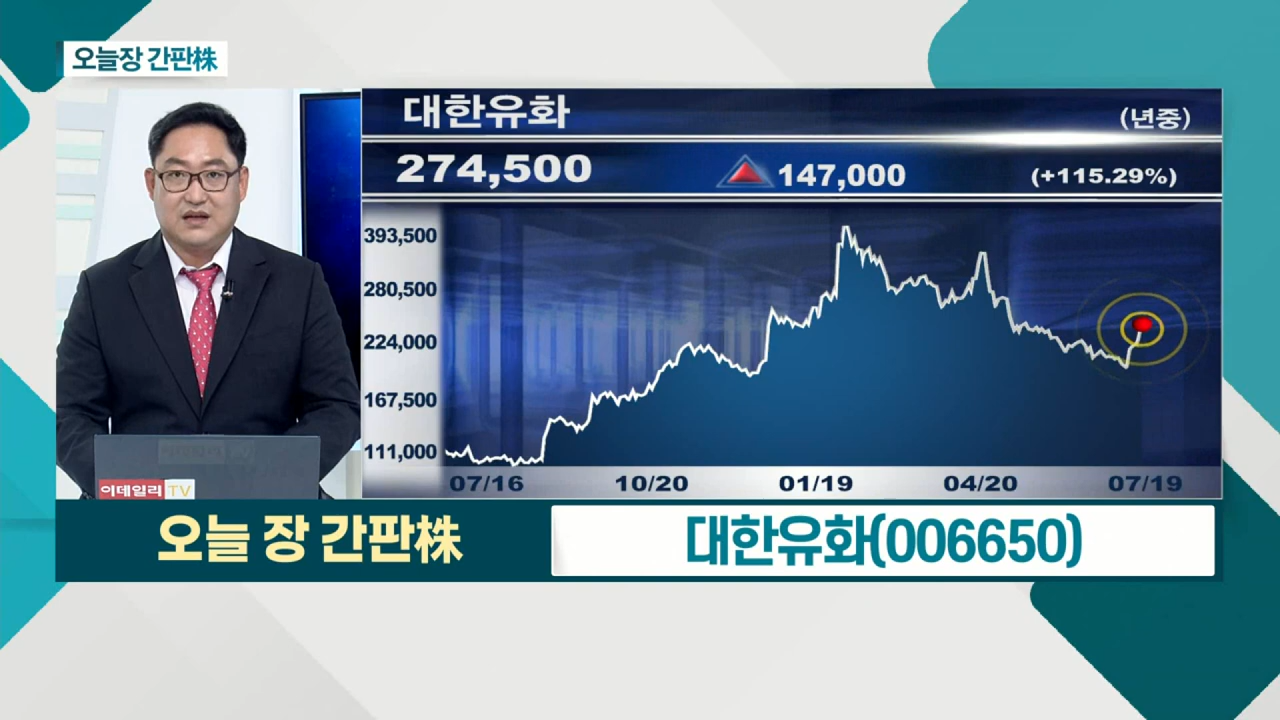 오늘장 간판株
대한유화
(년중)
274,500 147,000 (+115.29%)
393,500
280,500
224,000
167,500
111,000
07/16 10/20 01/19 04/20 07/19
이데일리 TV
오늘 장 간판株
대한유화(006650)